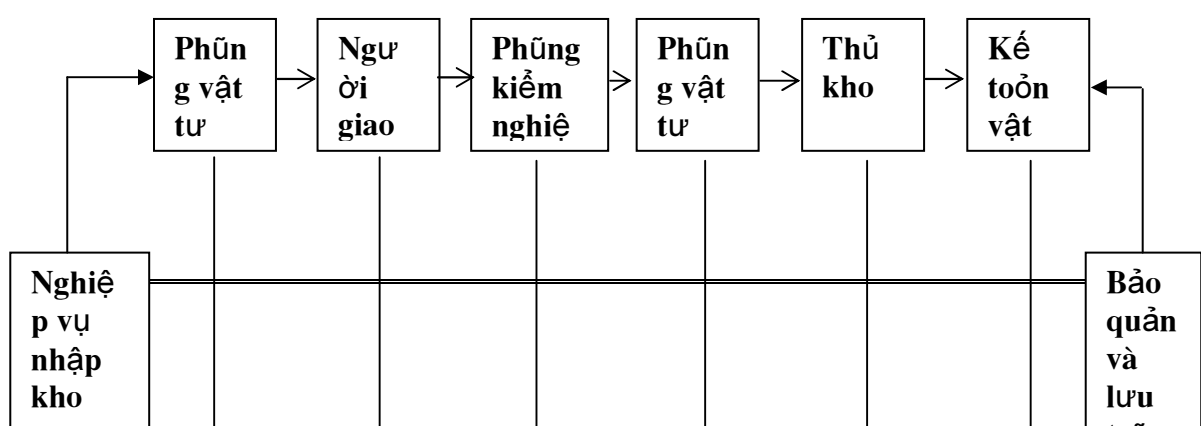 Phũn
g vật
tư
Ngư
ời
giao
Phũng
kiểm
nghiệ
Phũn
g vật
tư
Thủ
kho
Kế
toỏn
vật
Nghiệ
p vụ
nhập
kho
Bảo
quản
và
lưu